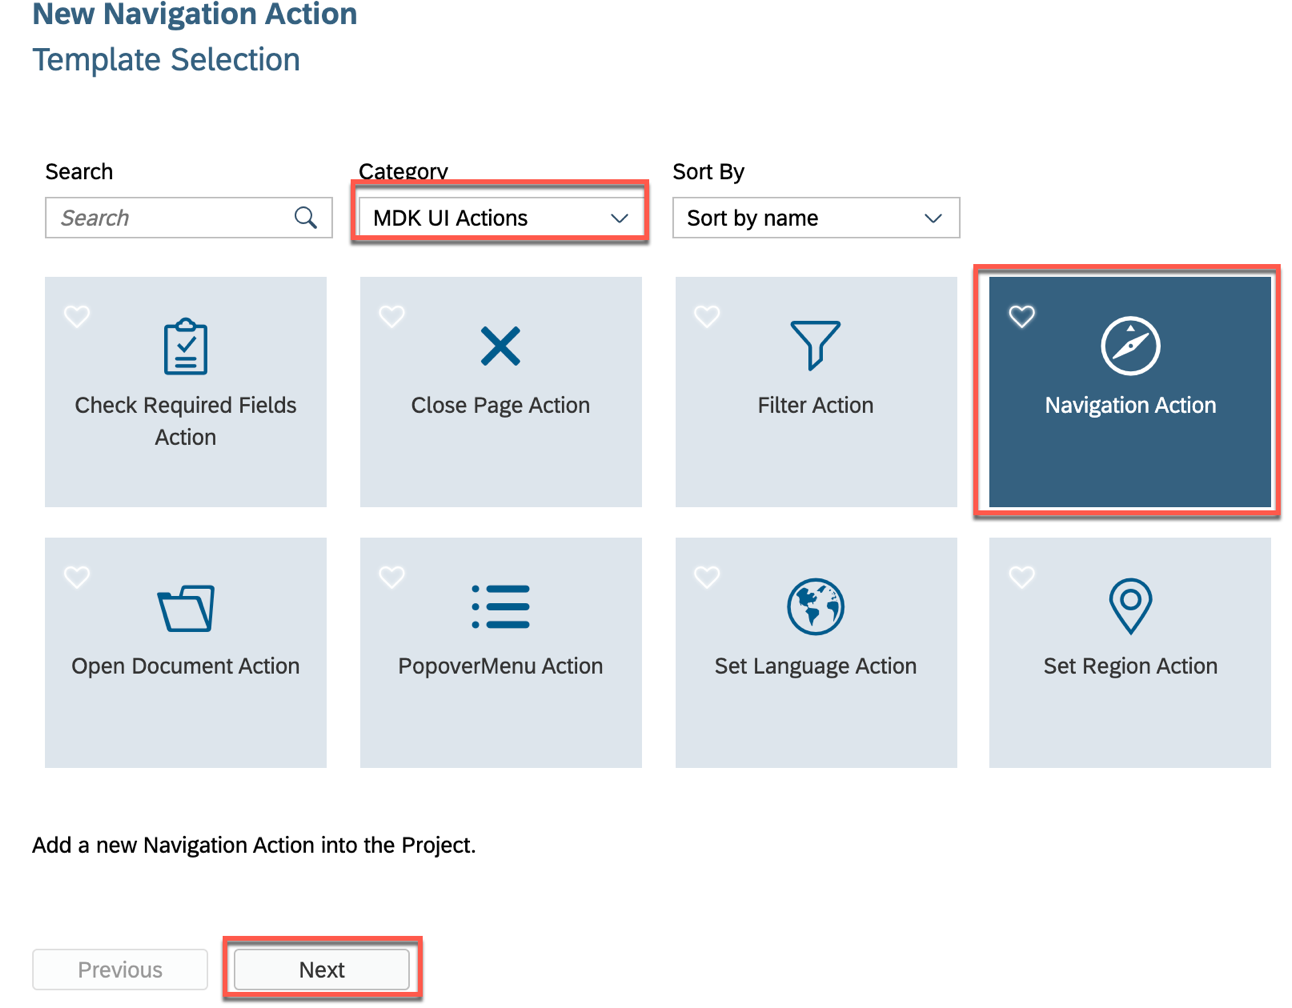 New Navigation Action
Template Selection
Search
Category
Sort By
Search
MDK UI Actions
Sort by name
Check Required Fields
Action
Close Page Action
Filter Action
Navigation Action
Open Document Action
PopoverMenu Action
Set Language Action
Set Region Action
Add a new Navigation Action into the Project.
Previous
Next